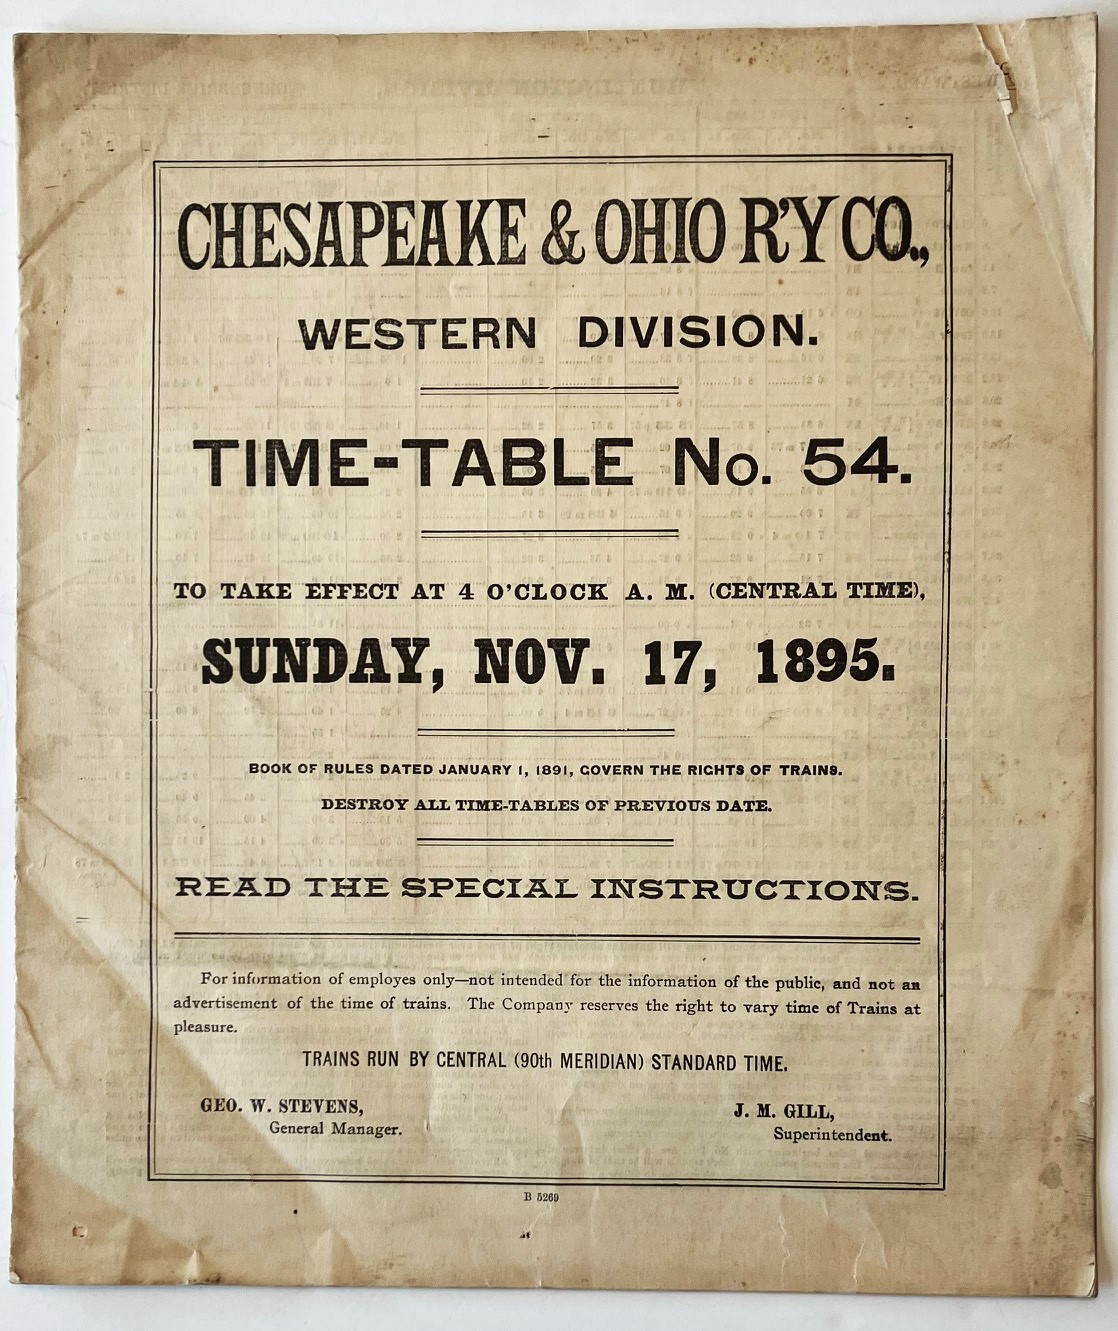 CHESAPEAKE & OHIO R'Y CO.,
WESTERN DIVISION.
TIME-TABLE No. 54.
TO TAKE EFFECT AT 4 O'CLOCK A. M. (CENTRAL TIME),
SUNDAY, NOV. 17, 1895.
BOOK OF RULES DATED JANUARY 1, 1891, GOVERN THE RIGHTS OF TRAINS.
DESTROY ALL TIME-TABLES OF PREVIOUS DATE.
READ THE SPECIAL INSTRUCTIONS.
For information of employes only—not intended for the information of the public, and not an
advertisement of the time of trains. The Company reserves the right to vary time of Trains at
pleasure.
TRAINS RUN BY CENTRAL (90th MERIDIAN) STANDARD TIME.
GEO. W. STEVENS,
General Manager.
J. M. GILL,
Superintendent.
B 5269